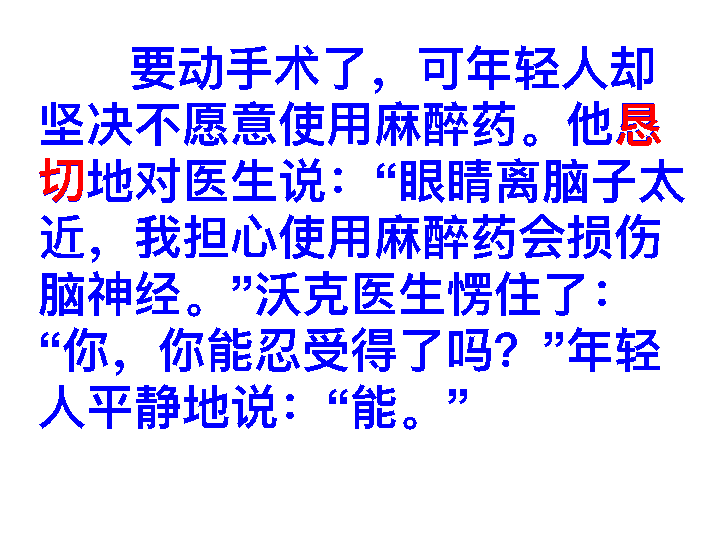 要动手术了，可年轻人却
坚决不愿意使用麻醉药。他恳
切地对医生说：“眼睛离脑子太
近，我担心使用麻醉药会损伤
脑神经。”沃克医生愣住了：
“你，你能忍受得了吗？”年轻
人平静地说：“能。”